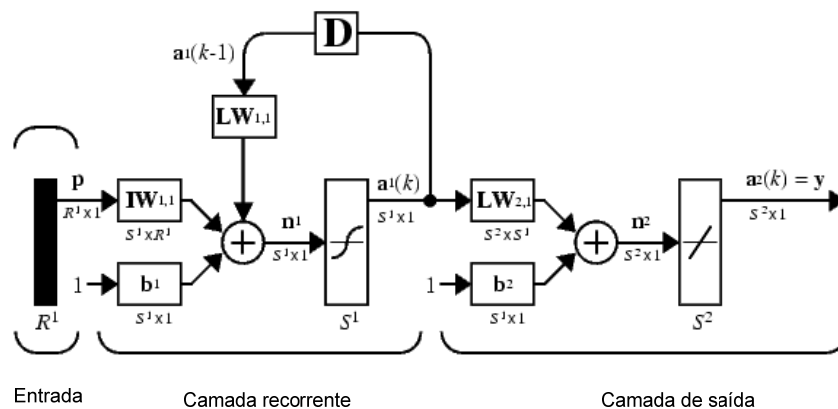 D
a1(k-1)
LW1,1
p
R1x1
IW1,1
S1xR1
1
b1
S1x1
+
n1
S1x1
a1(k)
S1x1
LW2,1
S2xS1
1
b2
S1x1
+
n2
S2x1
a2(k) = y
S2x1
R1
S1
S2
Entrada
Camada recorrente
Camada de saída